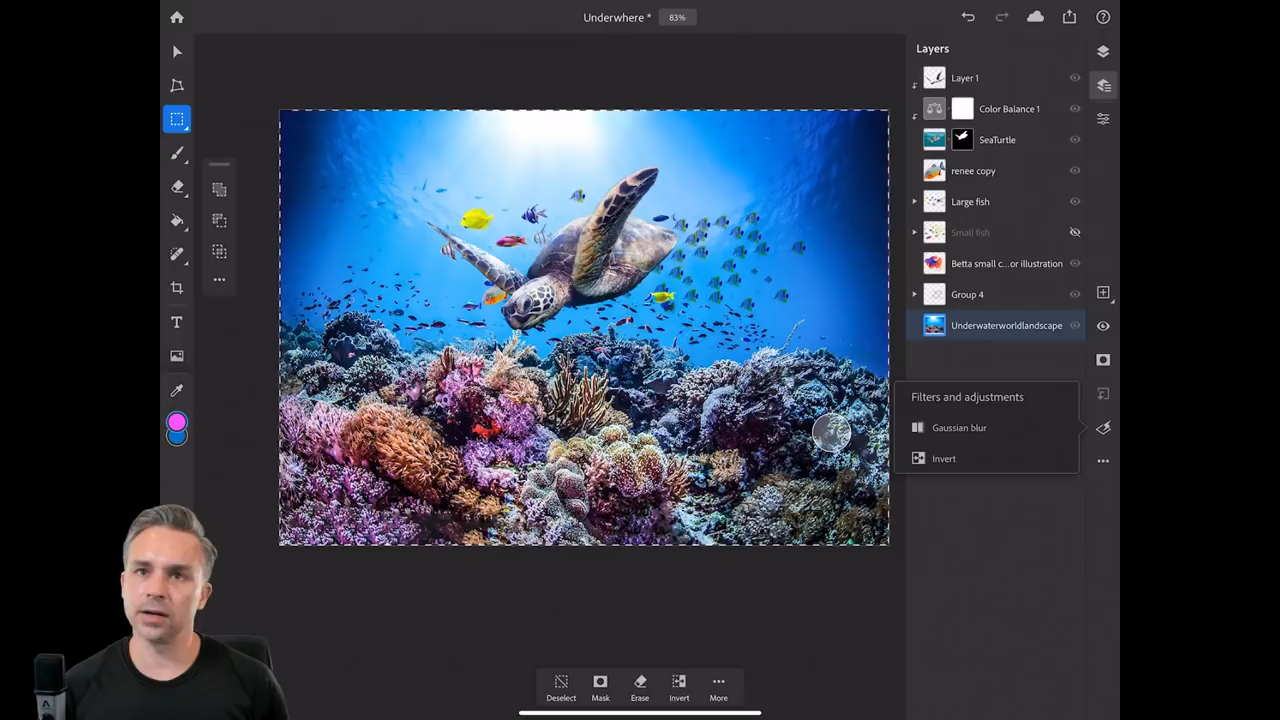 Underwhere *
83%
Layers
Layer 1
Color Balance 1
SeaTurtle
renee copy
Large fish
Small fish
Betta small c...or illustration
Group 4
Underwaterworldlandscape
Filters and adjustments
Gaussian blur
Invert
Deselect
Mask
Erase
Invert
More